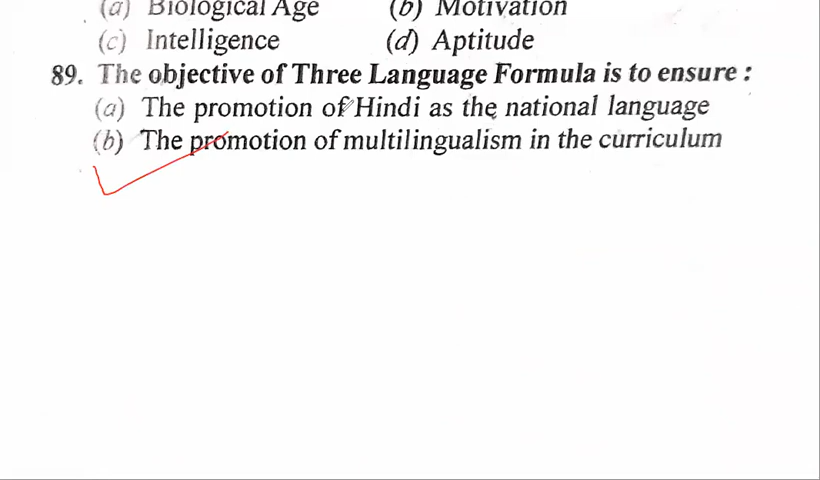 (a) Biological Age (b) Motivation
(c) Intelligence (d) Aptitude
89. The objective of Three Language Formula is to ensure :
(a) The promotion of Hindi as the national language
(b) The promotion of multilingualism in the curriculum